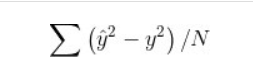 ∑ (ŷ² − y²) /N